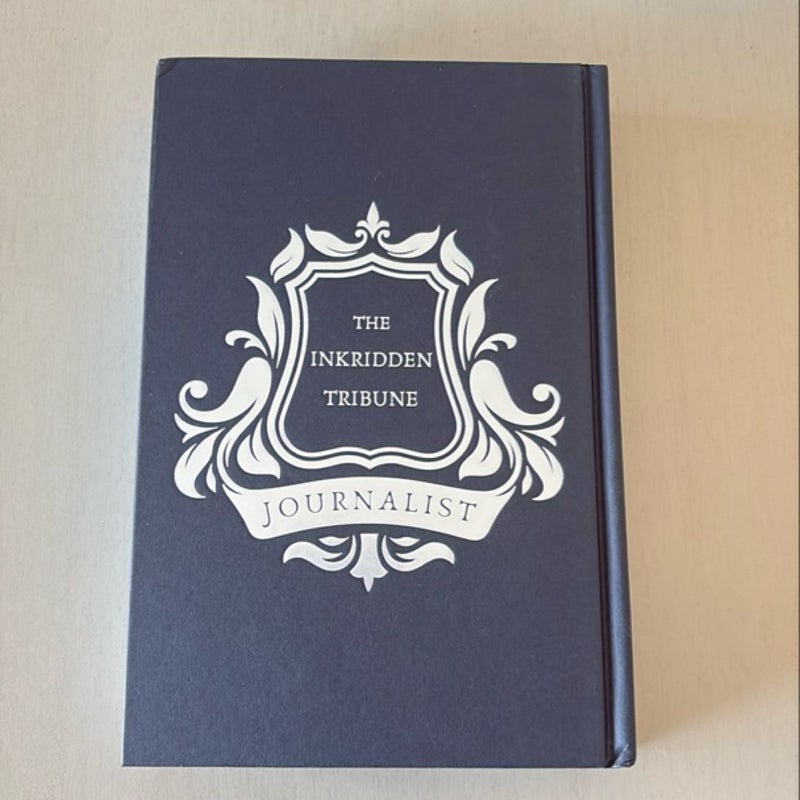 THE
INKRIDDEN
TRIBUNE
JOURNALIST